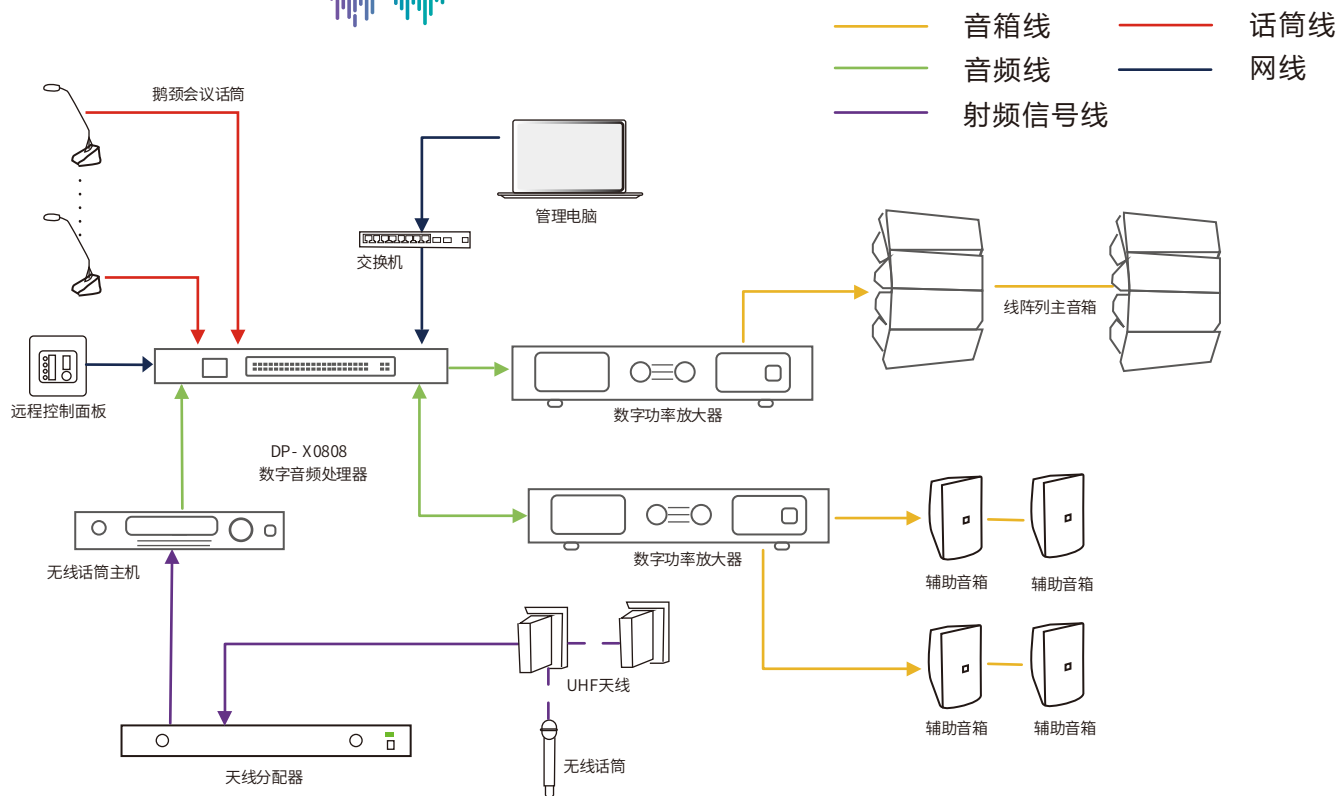 音箱线
话筒线
音频线
网线
射频信号线
鹅颈会议话筒
管理电脑
交换机
线阵列主音箱
远程控制面板
数字功率放大器
DP- X0808
数字音频处理器
数字功率放大器
无线话筒主机
辅助音箱
辅助音箱
UHF天线
辅助音箱
辅助音箱
无线话筒
天线分配器